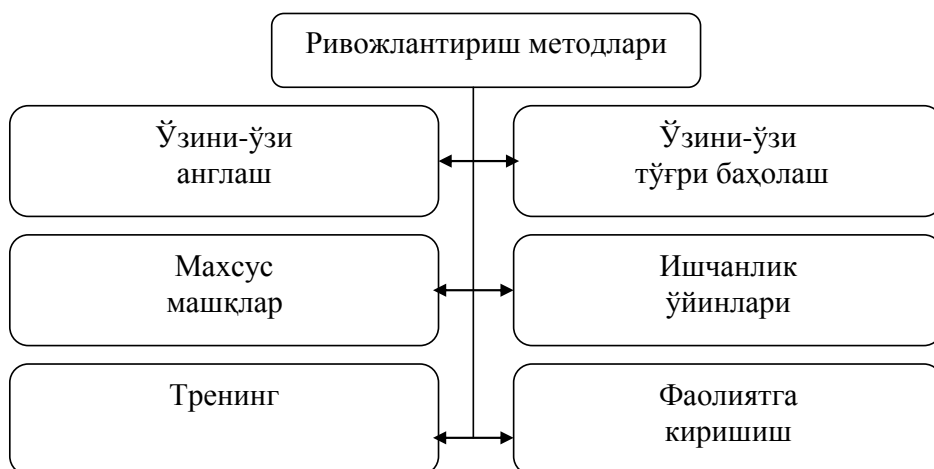 Ривожлантириш методлари
Ўзини-ўзи
англаш
Ўзини-ўзи
тўғри баҳолаш
Махсус
машқлар
Ишчанлик
ўйинлари
Тренинг
Фаолиятга
киришиш